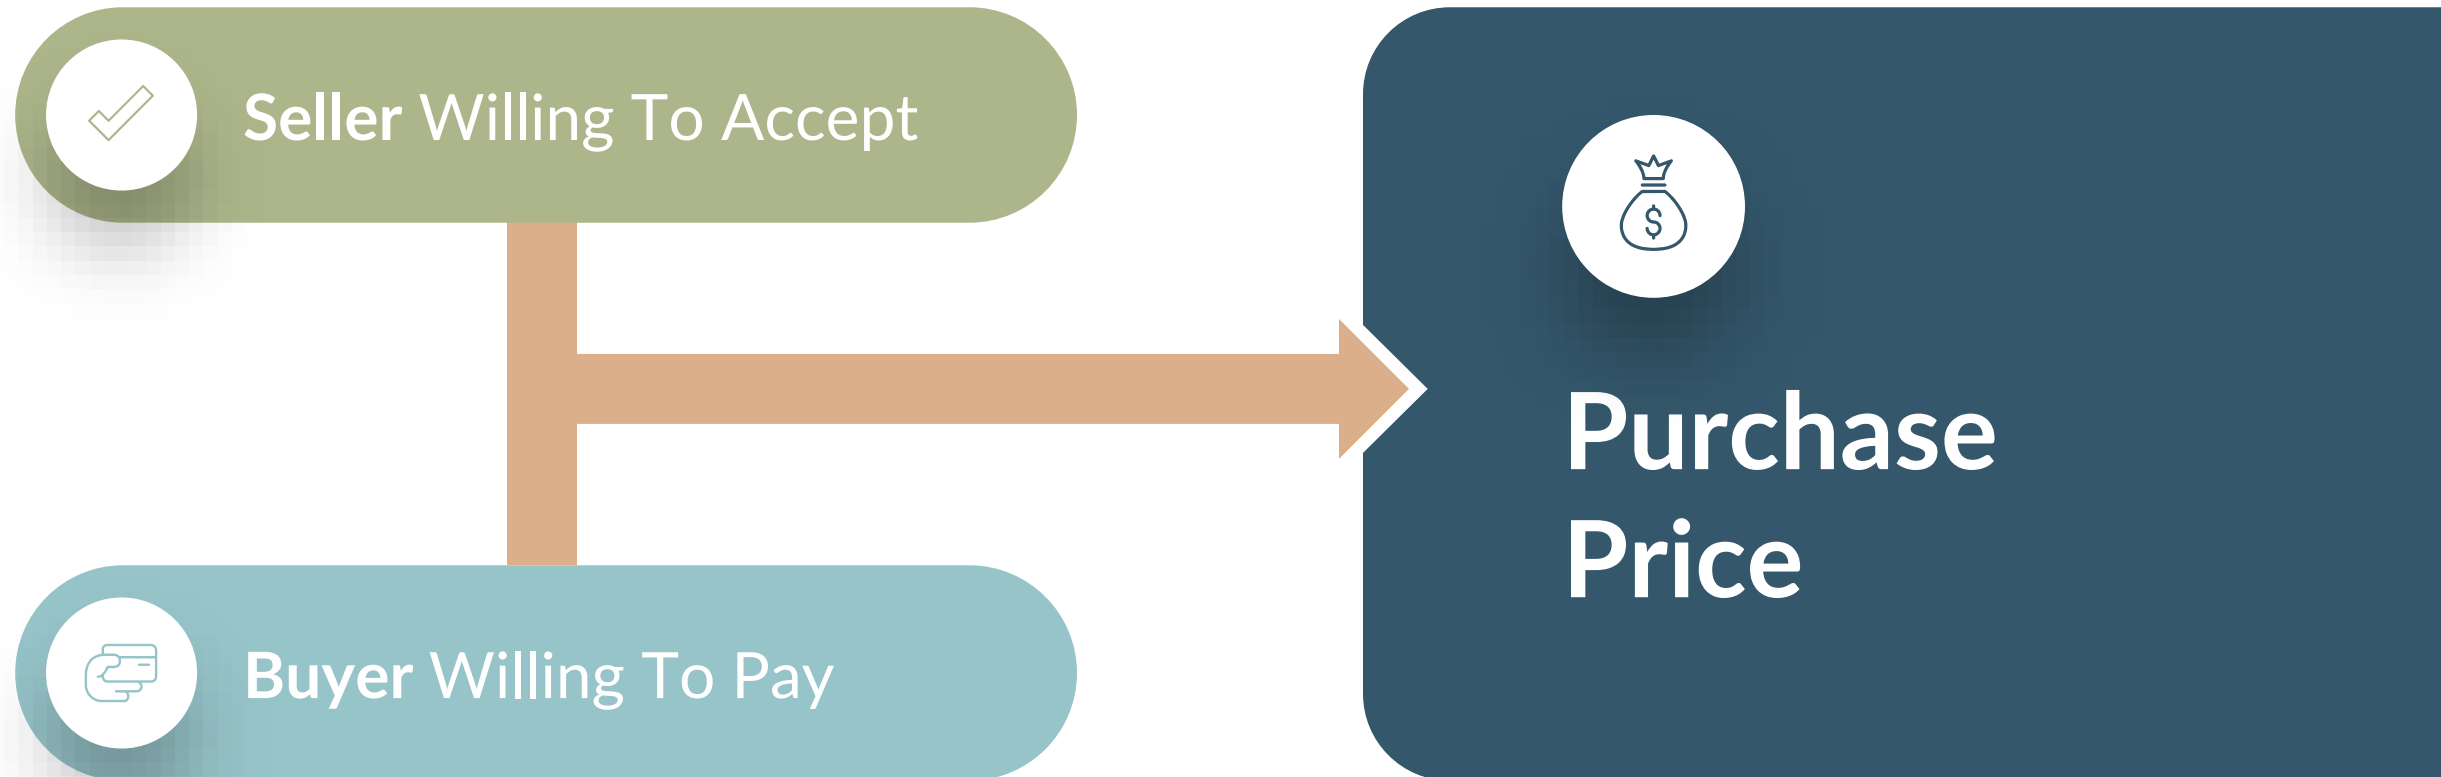 Seller Willing To Accept
$
Purchase
Price
Buyer Willing To Pay